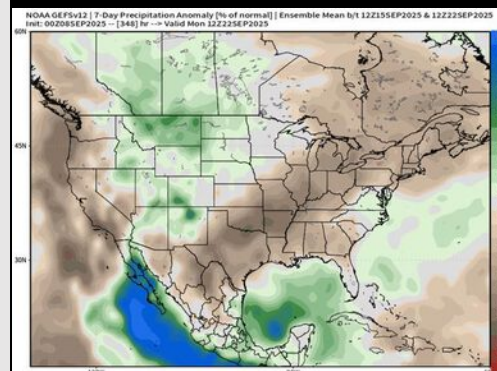 NOAA GEFSv12 | 7-Day Precipitation Anomaly [% of normal] | Ensemble Mean b/t 12Z15SEP2025 & 12Z22SEP2025
Init: 00Z08SEP2025 -- [348] hr --> Valid Mon 12Z22SEP2025
60N
45N
30N